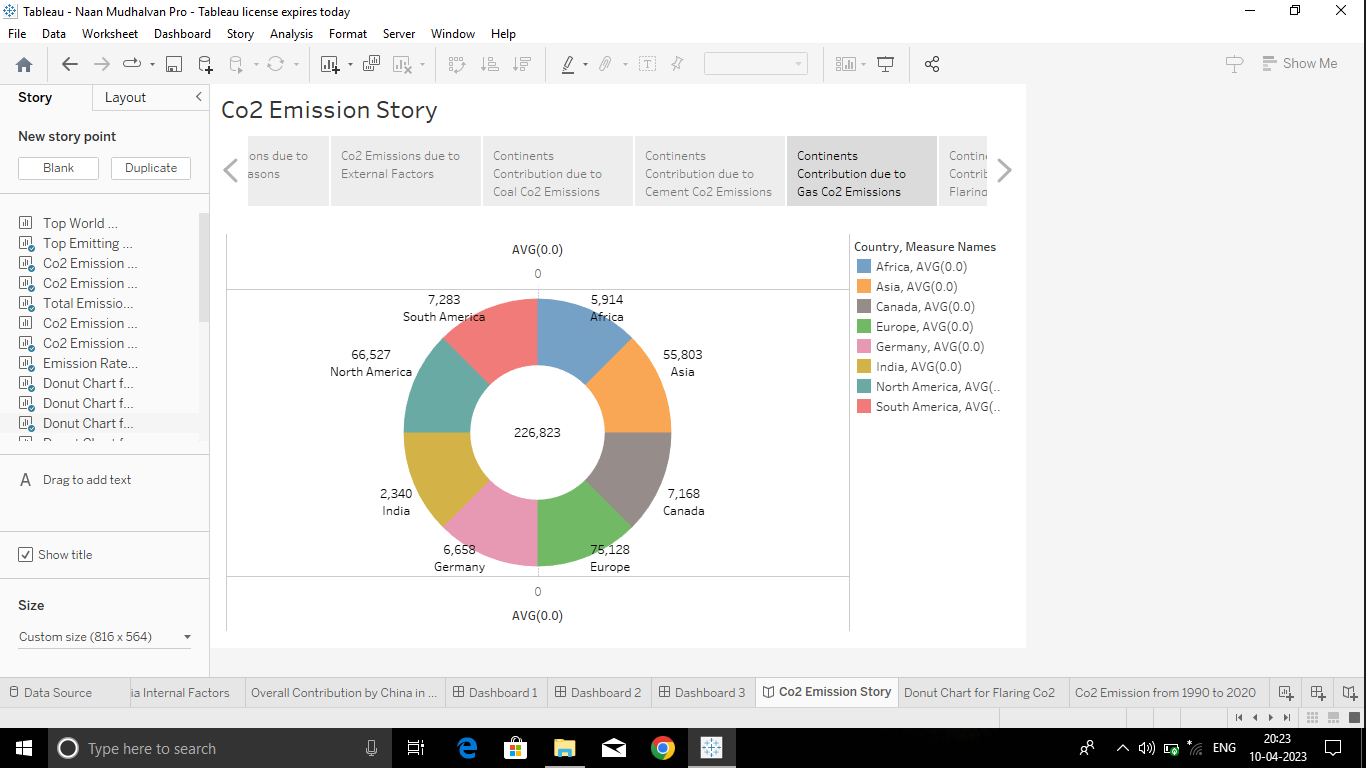 Tableau - Naan Mudhalvan Pro - Tableau license expires today
File Data Worksheet Dashboard Story Analysis Format Server Window Help
Show Me
Story Layout
New story point
Blank Duplicate
Top World ...
Top Emitting ...
Co2 Emission ...
Co2 Emission ...
Total Emissio...
Co2 Emission ...
Co2 Emission ...
Emission Rate...
Donut Chart f...
Donut Chart f...
Donut Chart f...
A Drag to add text
Show title
Size
Custom size (816 x 564)
Co2 Emission Story
ons due to
asons
Co2 Emissions due to
External Factors
Continents
Contribution due to
Coal Co2 Emissions
Continents
Contribution due to
Cement Co2 Emissions
Continents
Contribution due to
Gas Co2 Emissions
Contin
Contrib
Flaring
AVG(0.0)
0
7,283
South America
5,914
Africa
66,527
North America
55,803
Asia
226,823
2,340
India
7,168
Canada
6,658
Germany
75,128
Europe
0
AVG(0.0)
Country, Measure Names
Africa, AVG(0.0)
Asia, AVG(0.0)
Canada, AVG(0.0)
Europe, AVG(0.0)
Germany, AVG(0.0)
India, AVG(0.0)
North America, AVG(..
South America, AVG(..
Data Source ia Internal Factors Overall Contribution by China in ... Dashboard 1 Dashboard 2 Dashboard 3 Co2 Emission Story Donut Chart for Flaring Co2 Co2 Emission from 1990 to 2020
Type here to search
ENG
20:23
10-04-2023